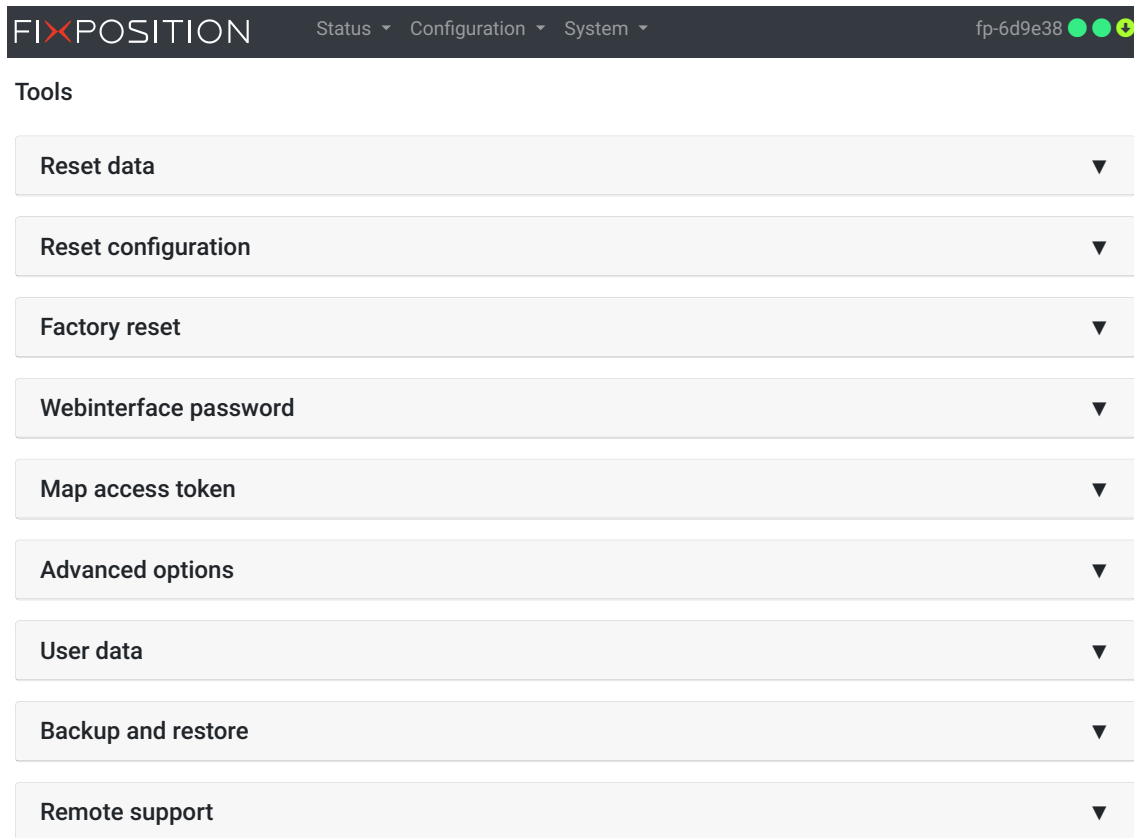 FIXPOSITION Status Configuration System fp-6d9e38
Tools
Reset data
Reset configuration
Factory reset
Webinterface password
Map access token
Advanced options
User data
Backup and restore
Remote support